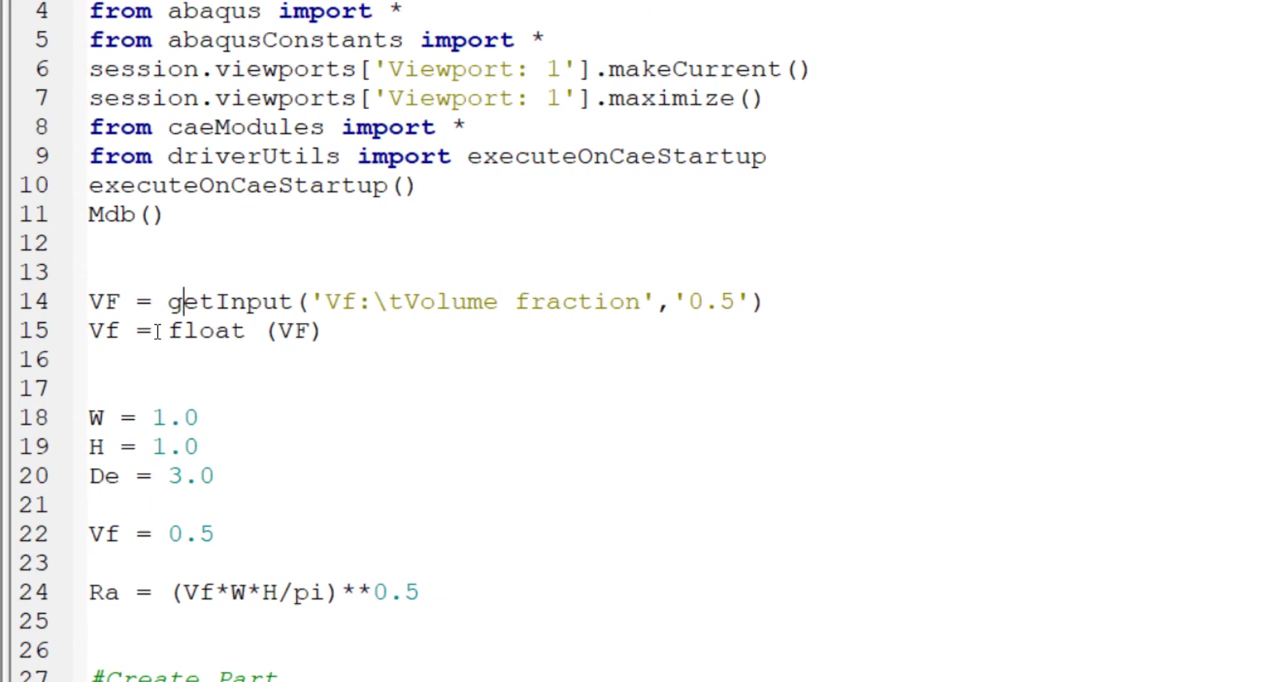 4 from abaqus import *
5 from abaqusConstants import *
6 session.viewports['Viewport: 1'].makeCurrent()
7 session.viewports['Viewport: 1'].maximize()
8 from caeModules import *
9 from driverUtils import executeOnCaeStartup
10 executeOnCaeStartup()
11 Mdb()
12
13
14 VF = getInput('Vf:\tVolume fraction','0.5')
15 Vf = float (VF)
16
17
18 W = 1.0
19 H = 1.0
20 De = 3.0
21
22 Vf = 0.5
23
24 Ra = (Vf*W*H/pi)**0.5
25
26
27 #Create Part